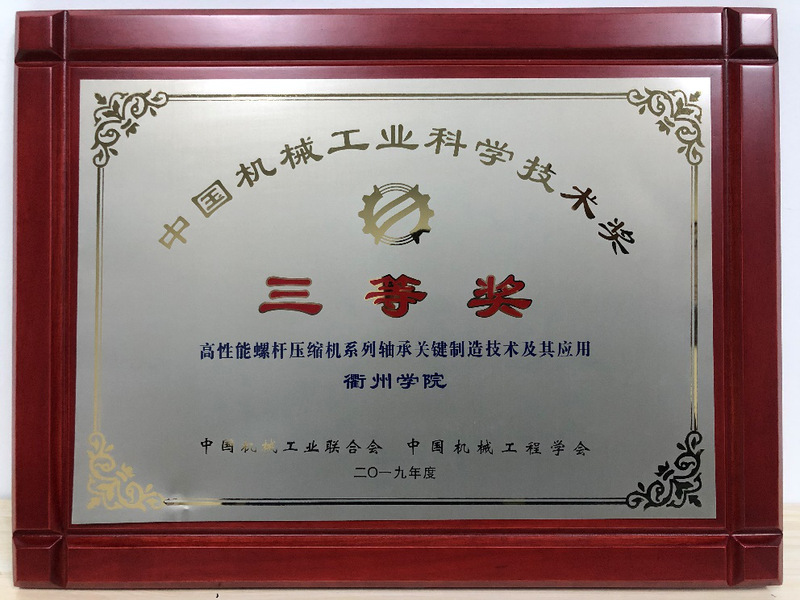 中国机械工业科学技术奖
三等奖
高性能螺杆压缩机系列轴承关键制造技术及其应用
衢州学院
中国机械工业联合会 中国机械工程学会
二〇一九年度